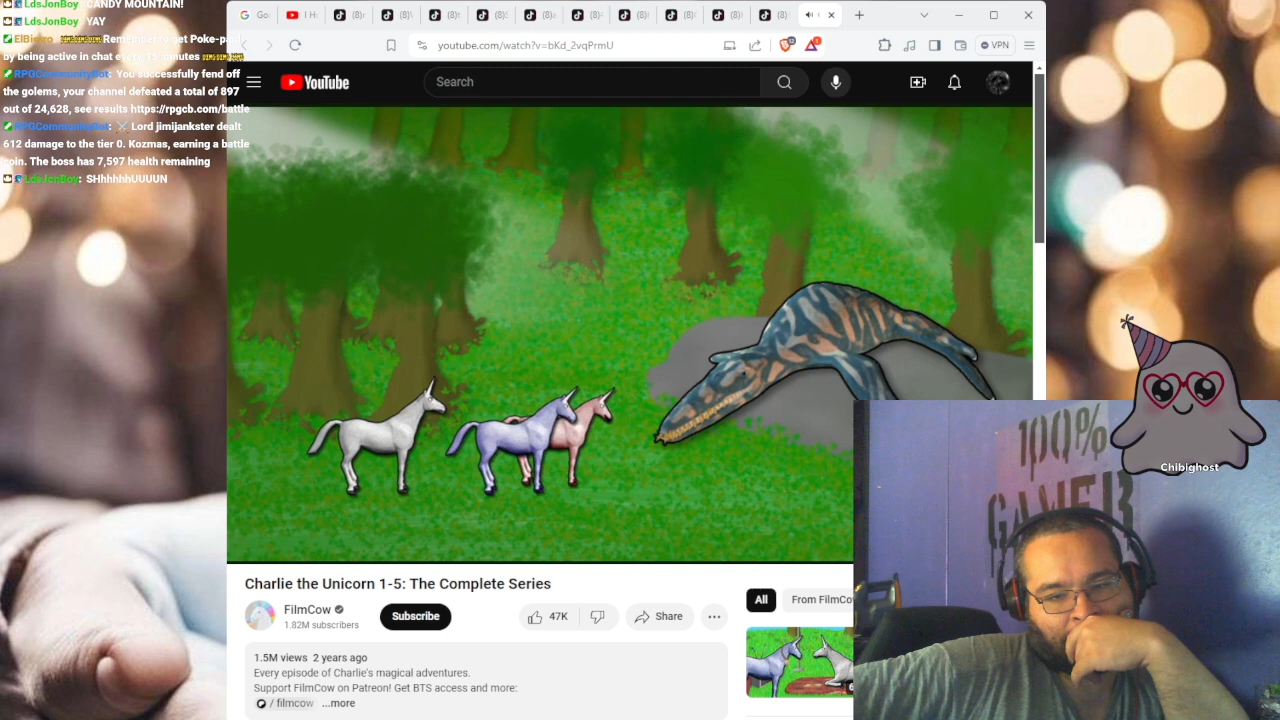 LdsJonBoy: CANDY MOUNTAIN!
LdsJonBoy: YAY
ElBistro Remember to get Poke-
by being active in chat every 15 minutes
RPGCommunityBot: You successfully fend off
the golems, your channel defeated a total of 897
out of 24,628, see results https://rpgcb.com/battle
RPGCommunityBot: ⚔ Lord jimijankster dealt
612 damage to the tier 0. Kozmas, earning a battle
coin. The boss has 7,597 health remaining
LdsJonBoy: SHhhhhhUUUUN
youtube.com/watch?v=bKd_2vqPrmU
VPN
YouTube
Search
100%
GAMER
Chibighost
Charlie the Unicorn 1-5: The Complete Series
FilmCow
1.82M subscribers
Subscribe
47K
Share
All
From FilmCow
1.5M views 2 years ago
Every episode of Charlie's magical adventures.
Support FilmCow on Patreon! Get BTS access and more:
/ filmcow ...more